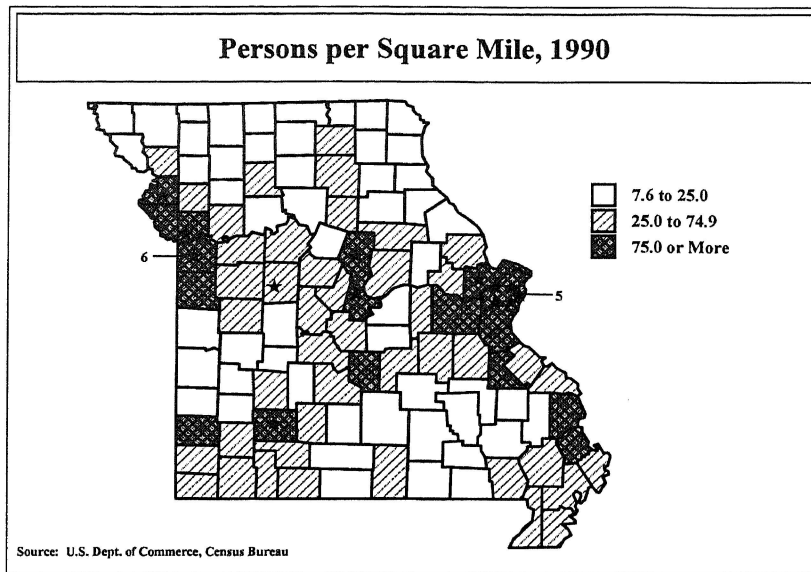 Persons per Square Mile, 1990
7.6 to 25.0
25.0 to 74.9
75.0 or More
6
5
Source: U.S. Dept. of Commerce, Census Bureau